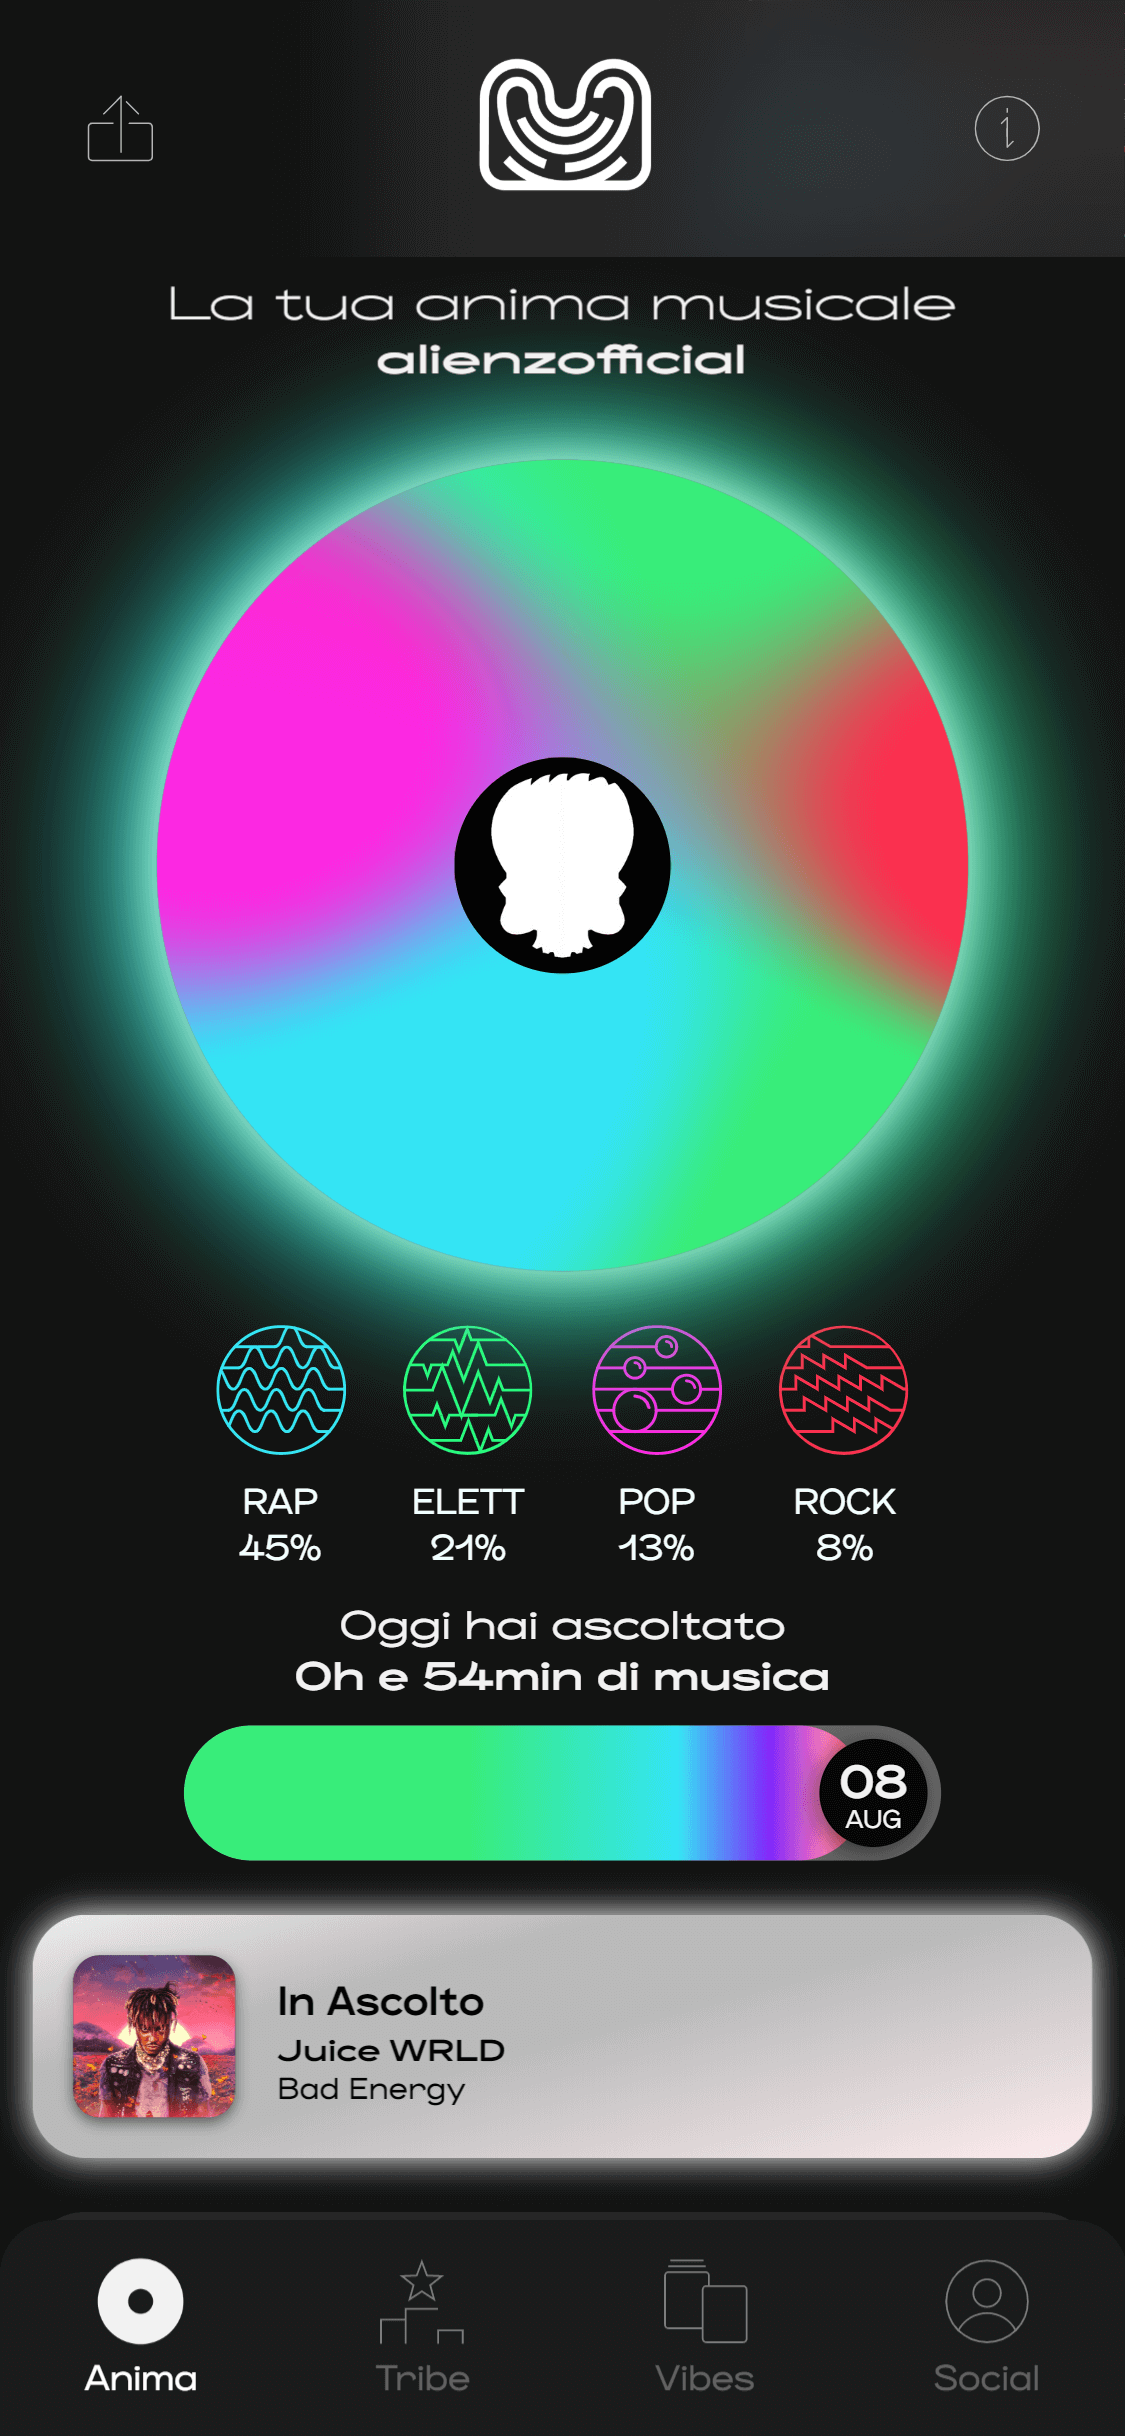 La tua anima musicale
alienzofficial
RAP
45%
ELETT
21%
POP
13%
ROCK
8%
Oggi hai ascoltato
0h e 54min di musica
08
AUG
In Ascolto
Juice WRLD
Bad Energy
Anima
Tribe
Vibes
Social